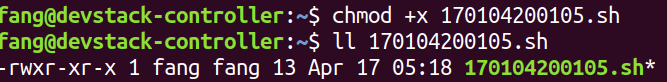 fang@devstack-controller:~$ chmod +x 170104200105.sh
fang@devstack-controller:~$ ll 170104200105.sh
-rwxr-xr-x 1 fang fang 13 Apr 17 05:18 170104200105.sh*